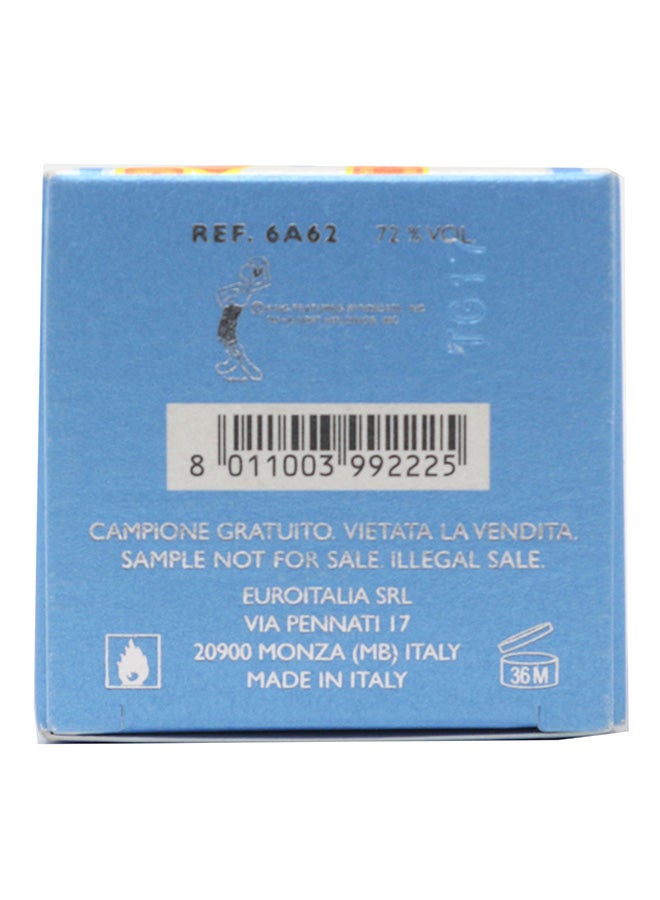 REF. 6A62 72 % VOL.
1617
8 011003 992225
CAMPIONE GRATUITO. VIETATA LA VENDITA.
SAMPLE NOT FOR SALE. ILLEGAL SALE.
EUROITALIA SRL
VIA PENNATI 17
20900 MONZA (MB) ITALY
MADE IN ITALY
36 M